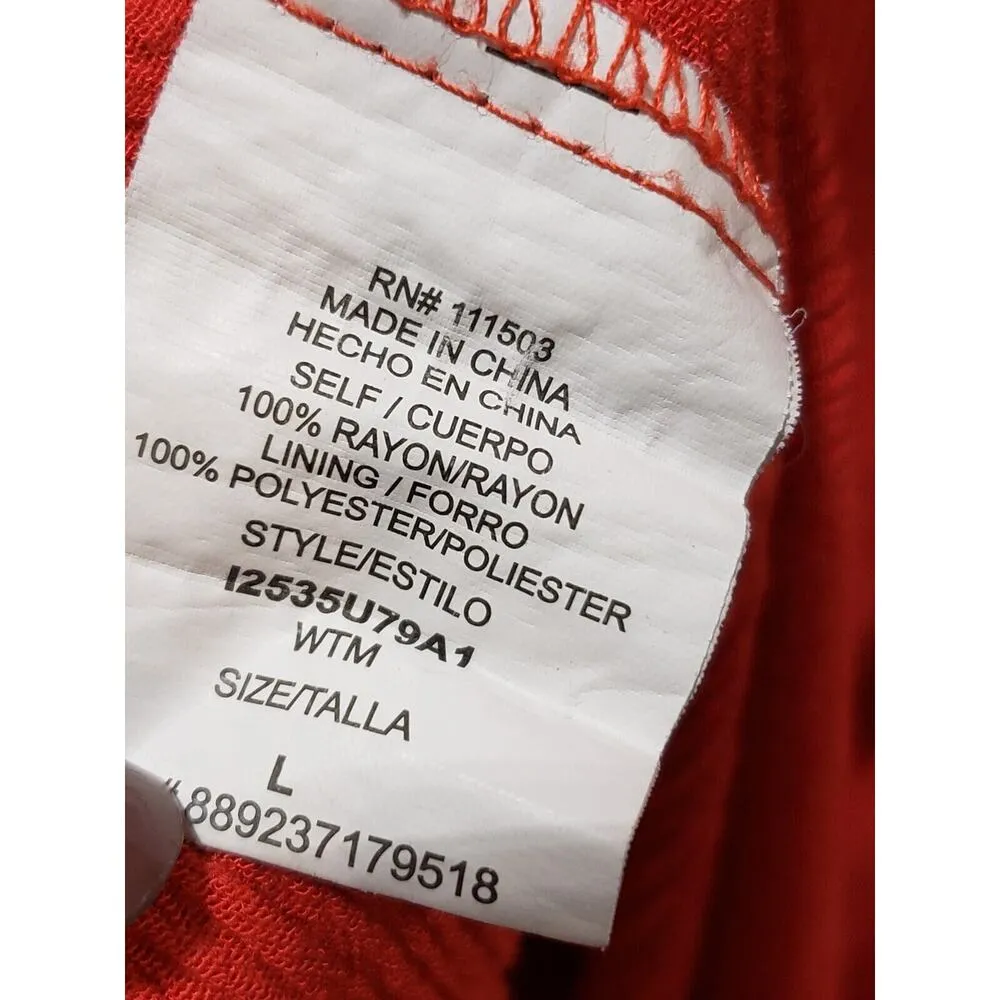 RN# 111503
MADE IN CHINA
HECHO EN CHINA
SELF / CUERPO
100% RAYON/RAYON
LINING / FORRO
100% POLYESTER/POLIESTER
STYLE/ESTILO
I2535U79A1
WTM
SIZE/TALLA
L
#889237179518